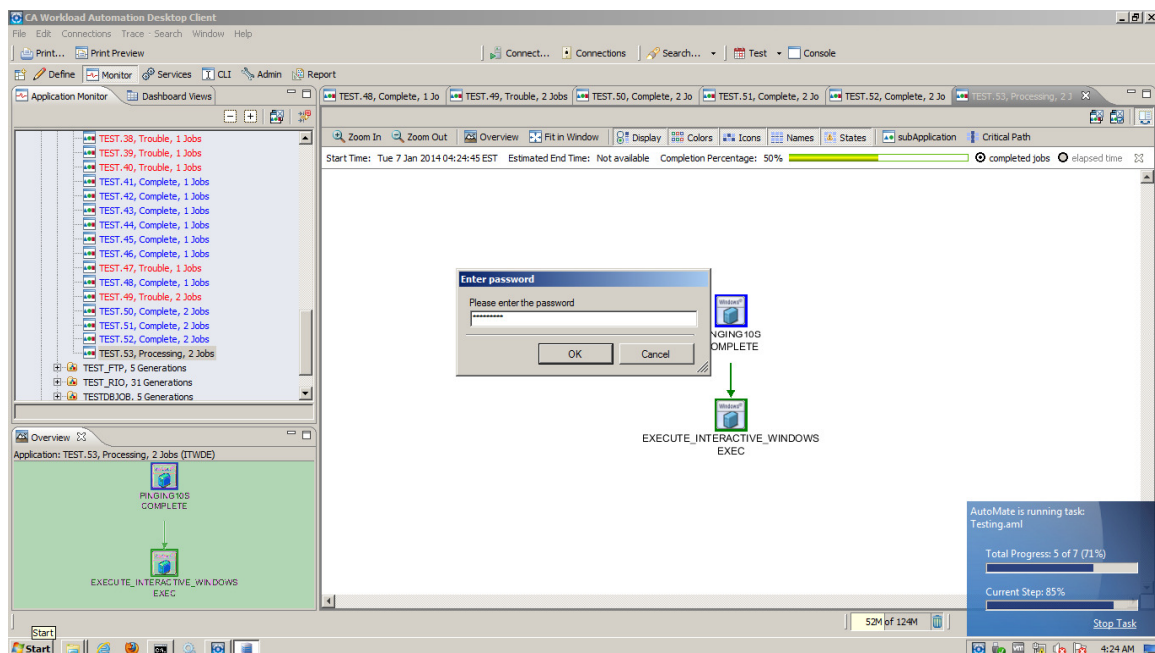 CA Workload Automation Desktop Client
File Edit Connections Trace Search Window Help
Print... Print Preview Connect... Connections Search... Test Console
Define Monitor Services CLI Admin Report
Application Monitor Dashboard Views
TEST.48, Complete, 1 Jo TEST.49, Trouble, 2 Jobs TEST.50, Complete, 2 Jo TEST.51, Complete, 2 Jo TEST.52, Complete, 2 Jo TEST.53, Processing, 2 J
Zoom In Zoom Out Overview Fit in Window Display Colors Icons Names States subApplication Critical Path
Start Time: Tue 7 Jan 2014 04:24:45 EST Estimated End Time: Not available Completion Percentage: 50% completed jobs elapsed time
TEST.38, Trouble, 1 Jobs
TEST.39, Trouble, 1 Jobs
TEST.40, Trouble, 1 Jobs
TEST.41, Complete, 1 Jobs
TEST.42, Complete, 1 Jobs
TEST.43, Complete, 1 Jobs
TEST.44, Complete, 1 Jobs
TEST.45, Complete, 1 Jobs
TEST.46, Complete, 1 Jobs
TEST.47, Trouble, 1 Jobs
TEST.48, Complete, 1 Jobs
TEST.49, Trouble, 2 Jobs
TEST.50, Complete, 2 Jobs
TEST.51, Complete, 2 Jobs
TEST.52, Complete, 2 Jobs
TEST.53, Processing, 2 Jobs
TEST_FTP, 5 Generations
TEST_RIO, 31 Generations
TESTDBJOB, 5 Generations
Enter password
Please enter the password
*********
OK Cancel
Windows
NGING10S
OMPLETE
Windows
EXECUTE_INTERACTIVE_WINDOWS
EXEC
Overview
Application: TEST.53, Processing, 2 Jobs (ITWDE)
PINGING10S
COMPLETE
EXECUTE_INTERACTIVE_WINDOWS
EXEC
AutoMate is running task:
Testing.aml
Total Progress: 5 of 7 (71%)
Current Step: 85%
Stop Task
52M of 124M
Start
Start 4:24 AM